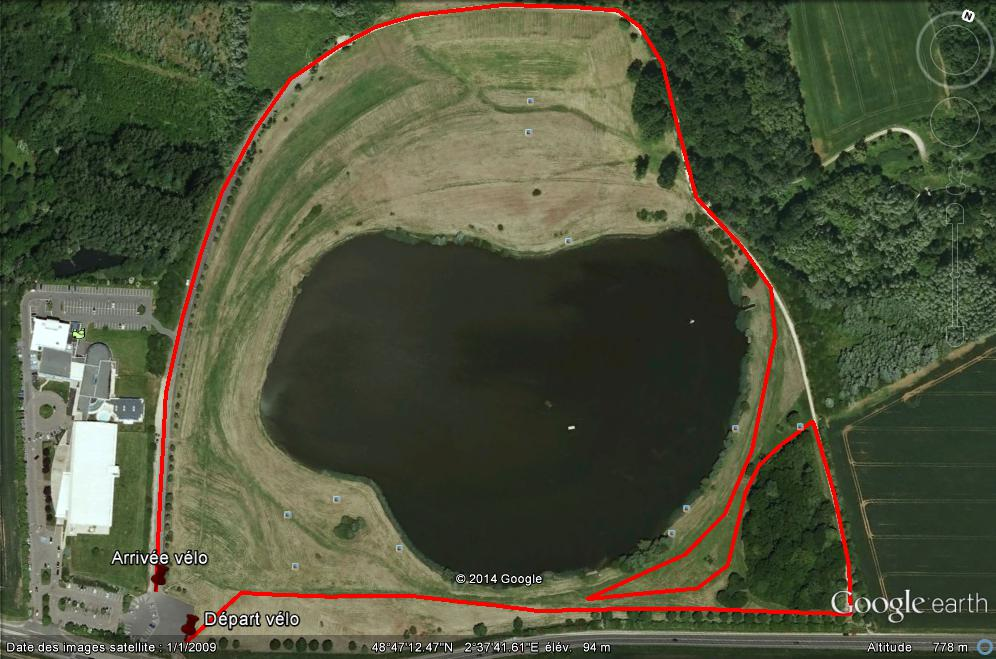 N
Arrivée vélo
© 2014 Google
Départ vélo
Google earth
Date des images satellite : 1/1/2009 48°47'12.47"N 2°37'41.61"E élév. 94 m Altitude 778 m